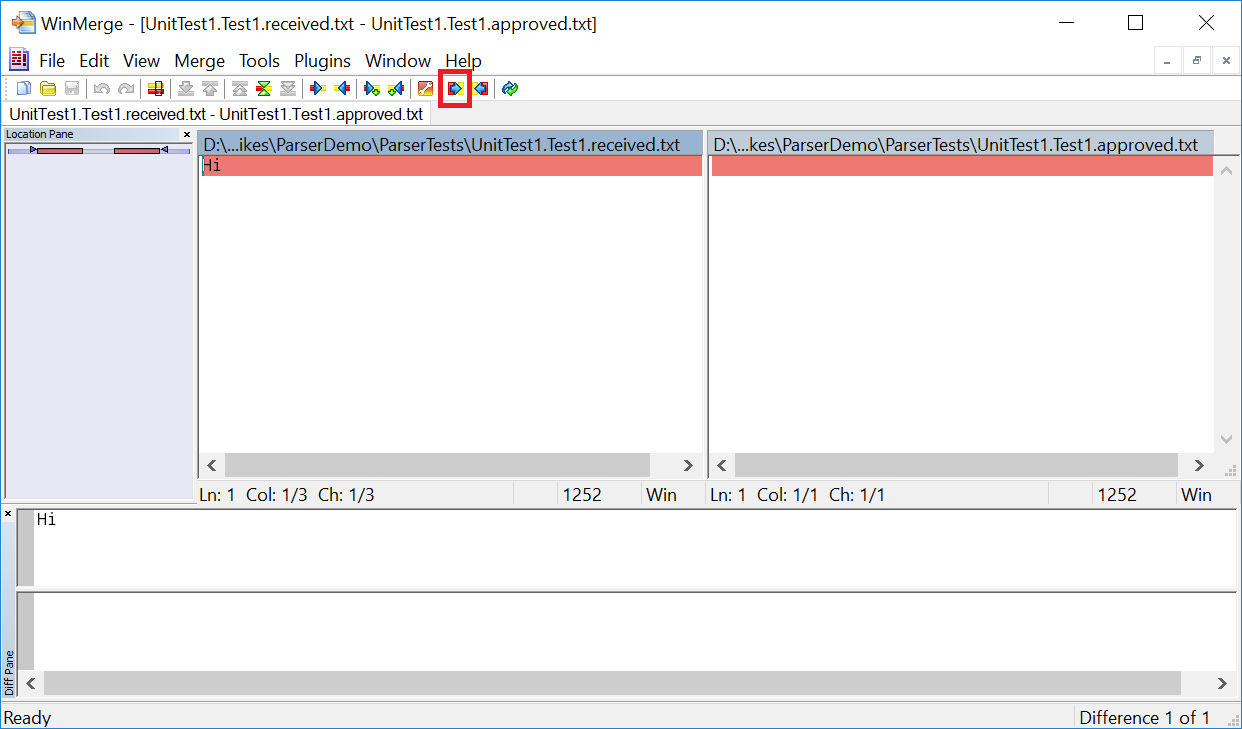 WinMerge - [UnitTest1.Test1.received.txt - UnitTest1.Test1.approved.txt]
File Edit View Merge Tools Plugins Window Help
UnitTest1.Test1.received.txt - UnitTest1.Test1.approved.txt
Location Pane
D:\...ikes\ParserDemo\ParserTests\UnitTest1.Test1.received.txt
D:\...kes\ParserDemo\ParserTests\UnitTest1.Test1.approved.txt
Hi
Ln: 1 Col: 1/3 Ch: 1/3 1252 Win
Ln: 1 Col: 1/1 Ch: 1/1 1252 Win
Hi
Diff Pane
Ready
Difference 1 of 1